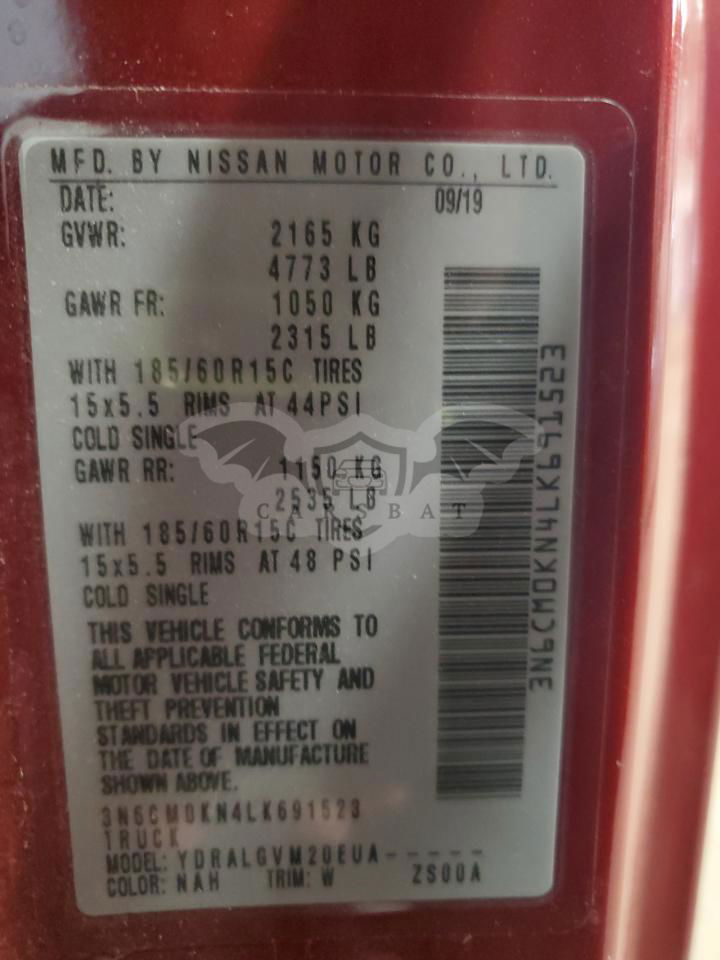 MFD. BY NISSAN MOTOR CO., LTD.
DATE: 09/19
GVWR: 2165 KG
4773 LB
GAWR FR: 1050 KG
2315 LB
WITH 185/60R15C TIRES
15x5.5 RIMS AT 44PSI
COLD SINGLE
GAWR RR: 1150 KG
2535 LB
CARSBAT
WITH 185/60R15C TIRES
15x5.5 RIMS AT 48 PSI
COLD SINGLE
THIS VEHICLE CONFORMS TO
ALL APPLICABLE FEDERAL
MOTOR VEHICLE SAFETY AND
THEFT PREVENTION
STANDARDS IN EFFECT ON
THE DATE OF MANUFACTURE
SHOWN ABOVE.
3N6CM0KN4LK691523
TRUCK
MODEL: YDRALGVM20EUA-----
COLOR: NAH TRIM: W ZS00A
3N6CM0KN4LK691523